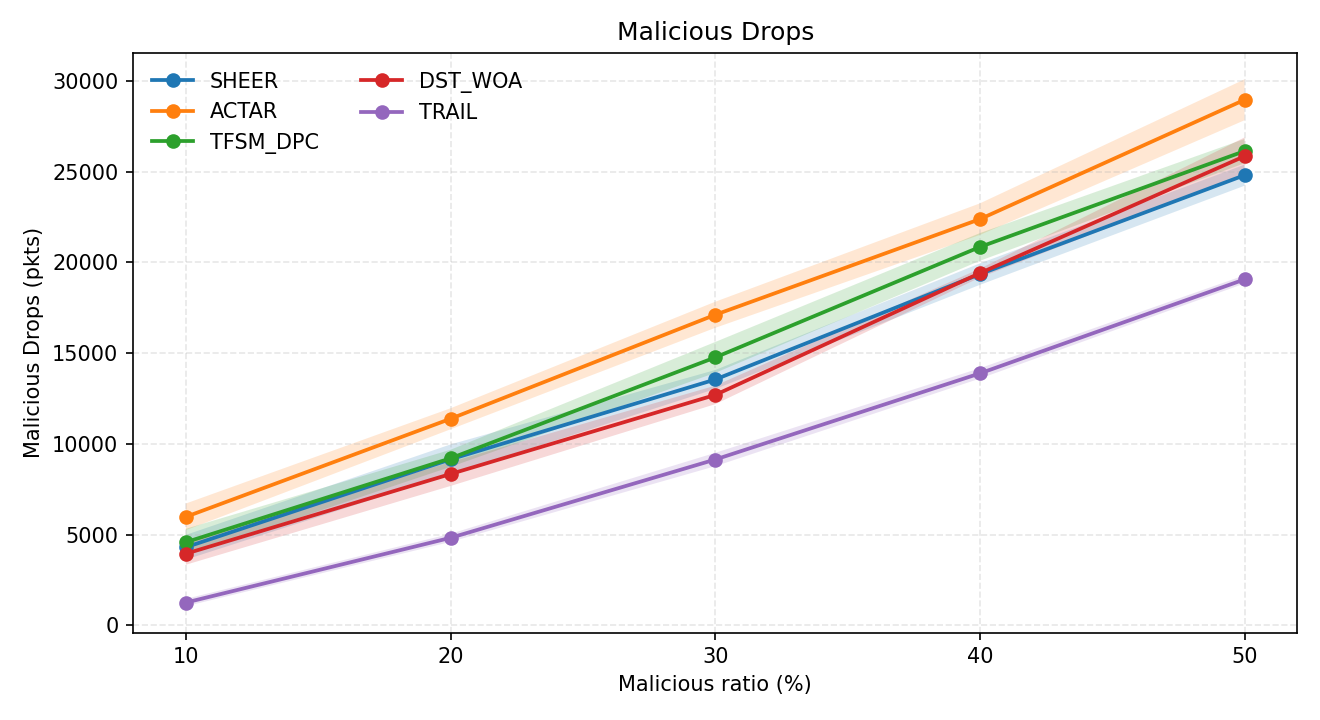 Malicious Drops
SHEER
ACTAR
TFSM_DPC
DST_WOA
TRAIL
Malicious Drops (pkts)
30000
25000
20000
15000
10000
5000
0
10 20 30 40 50
Malicious ratio (%)